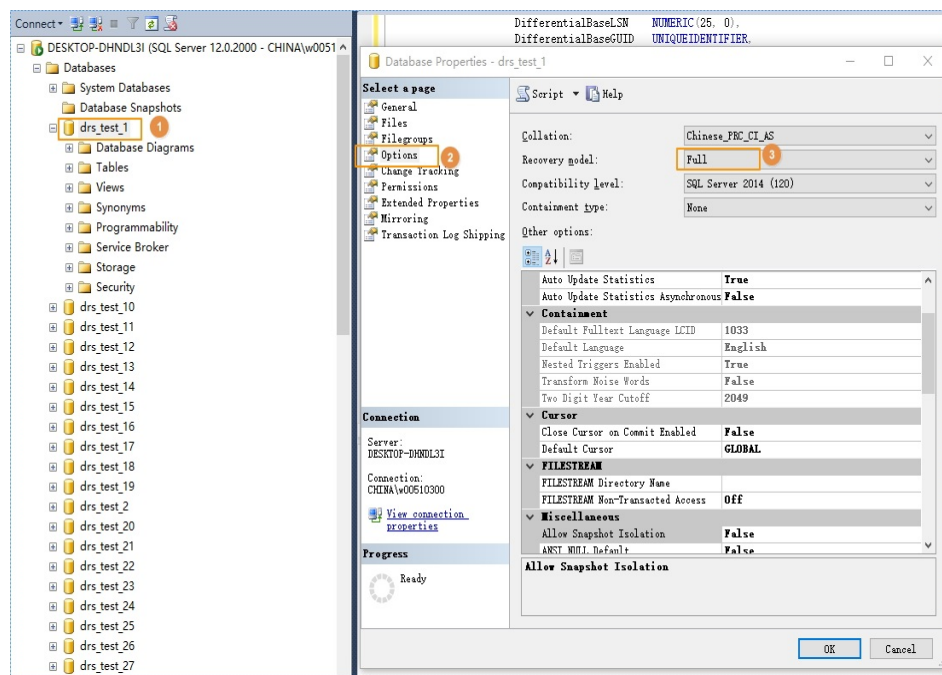 Connect
DESKTOP-DHNDL3I (SQL Server 12.0.2000 - CHINA\w0051
Databases
System Databases
Database Snapshots
drs_test_1
1
Database Diagrams
Tables
Views
Synonyms
Programmability
Service Broker
Storage
Security
drs_test_10
drs_test_11
drs_test_12
drs_test_13
drs_test_14
drs_test_15
drs_test_16
drs_test_17
drs_test_18
drs_test_19
drs_test_2
drs_test_20
drs_test_21
drs_test_22
drs_test_23
drs_test_24
drs_test_25
drs_test_26
drs_test_27
DifferentialBaseLSN NUMERIC(25, 0),
DifferentialBaseGUID UNIQUEIDENTIFIER,
Database Properties - drs_test_1
Select a page
General
Files
Filegroups
Options
2
Change Tracking
Permissions
Extended Properties
Mirroring
Transaction Log Shipping
Connection
Server:
DESKTOP-DHNDL3I
Connection:
CHINA\w00510300
View connection
properties
Progress
Ready
Script Help
Collation: Chinese_PRC_CI_AS
Recovery model: Full 3
Compatibility level: SQL Server 2014 (120)
Containment type: None
Other options:
Auto Update Statistics True
Auto Update Statistics Asynchronous False
Containment
Default Fulltext Language LCID 1033
Default Language English
Nested Triggers Enabled True
Transform Noise Words False
Two Digit Year Cutoff 2049
Cursor
Close Cursor on Commit Enabled False
Default Cursor GLOBAL
FILESTREAM
FILESTREAM Directory Name
FILESTREAM Non-Transacted Access Off
Miscellaneous
Allow Snapshot Isolation False
ANSI NULL Default False
Allow Snapshot Isolation
OK Cancel